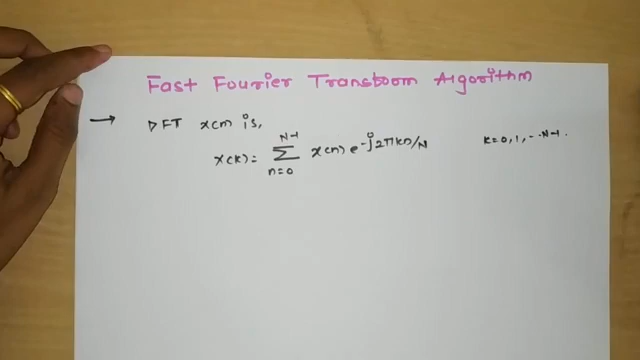 Fast Fourier Transform Algorithm
→ DFT x(n) is,
x(k) = N-1 Σ n=0 x(n) e^-j2πkn/N k=0,1,--N-1.